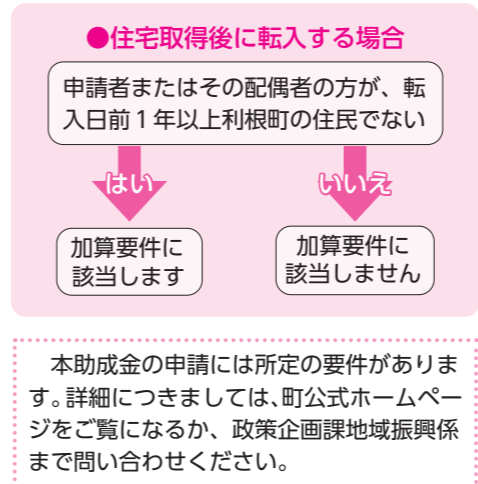 ●住宅取得後に転入する場合
申請者またはその配偶者の方が、転
入日前1年以上利根町の住民でない
はい
いいえ
加算要件に
該当します
加算要件に
該当しません
本助成金の申請には所定の要件がありま
す。詳細につきましては、町公式ホームペー
ジをご覧になるか、政策企画課地域振興係
まで問い合わせください。